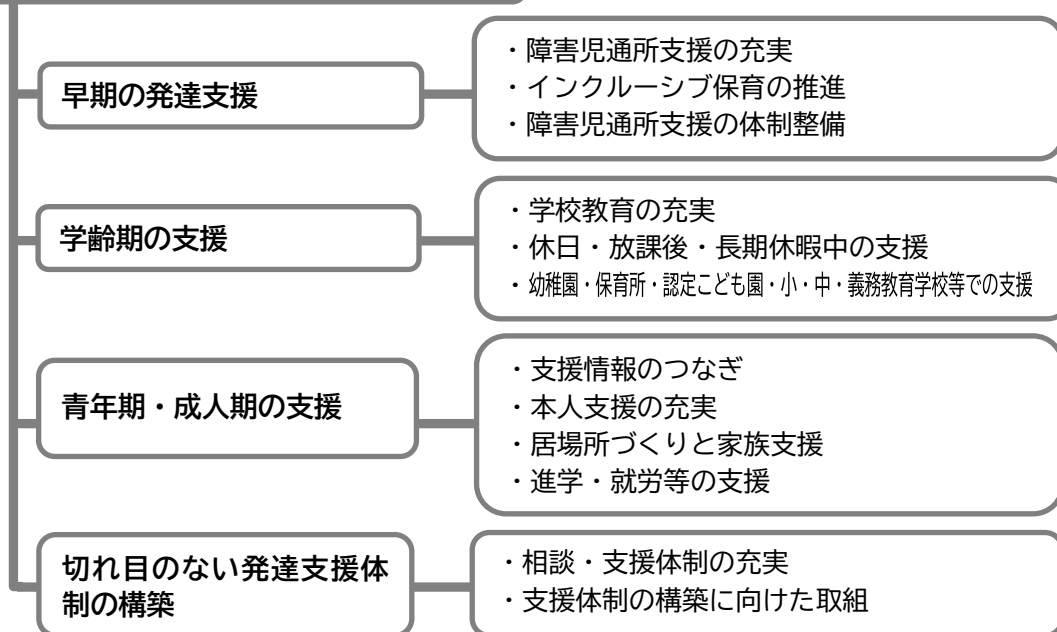 早期の発達支援
・障害児通所支援の充実
・インクルーシブ保育の推進
・障害児通所支援の体制整備
学齢期の支援
・学校教育の充実
・休日・放課後・長期休暇中の支援
・幼稚園・保育所・認定こども園・小・中・義務教育学校等での支援
青年期・成人期の支援
・支援情報のつなぎ
・本人支援の充実
・居場所づくりと家族支援
・進学・就労等の支援
切れ目のない発達支援体
制の構築
・相談・支援体制の充実
・支援体制の構築に向けた取組